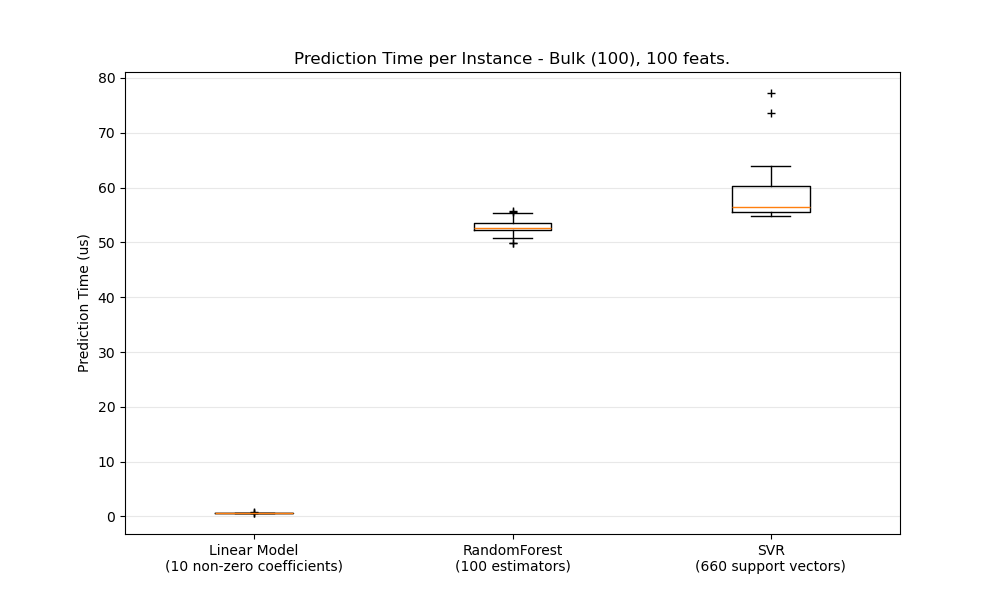 Prediction Time per Instance - Bulk (100), 100 feats.
80
70
60
50
40
30
20
10
0
Prediction Time (us)
Linear Model
(10 non-zero coefficients)
RandomForest
(100 estimators)
SVR
(660 support vectors)